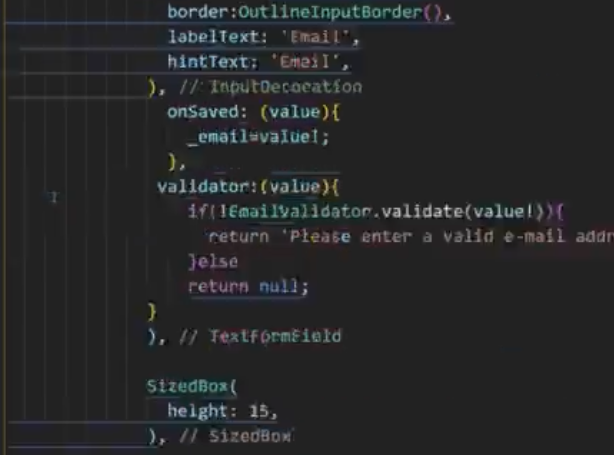 border:OutlineInputBorder(),
labelText: 'Email',
hintText: 'Email',
), // InputDecoration
onSaved: (value){
_email=value!;
},
validator:(value){
if(!EmailValidator.validate(value!)){
return 'Please enter a valid e-mail addr
}else
return null;
}
), // TextFormField
SizedBox(
height: 15,
), // SizedBox